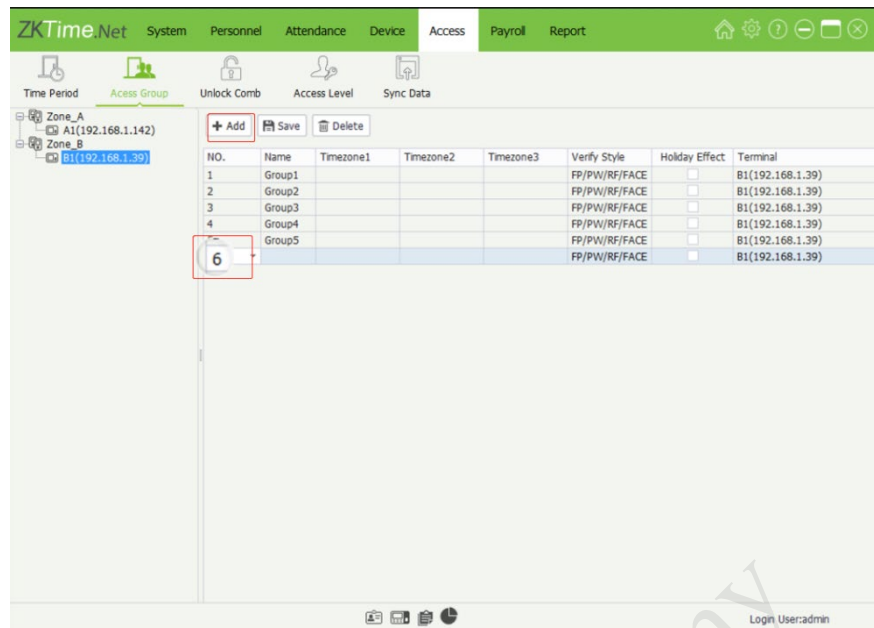 ZKTime.Net System Personnel Attendance Device Access Payroll Report
Time Period Acess Group Unlock Comb Access Level Sync Data
Zone_A
A1(192.168.1.142)
Zone_B
B1(192.168.1.39)
+ Add Save Delete
NO. Name Timezone1 Timezone2 Timezone3 Verify Style Holiday Effect Terminal
1 Group1 FP/PW/RF/FACE B1(192.168.1.39)
2 Group2 FP/PW/RF/FACE B1(192.168.1.39)
3 Group3 FP/PW/RF/FACE B1(192.168.1.39)
4 Group4 FP/PW/RF/FACE B1(192.168.1.39)
Group5 FP/PW/RF/FACE B1(192.168.1.39)
6 FP/PW/RF/FACE B1(192.168.1.39)
Login User:admin